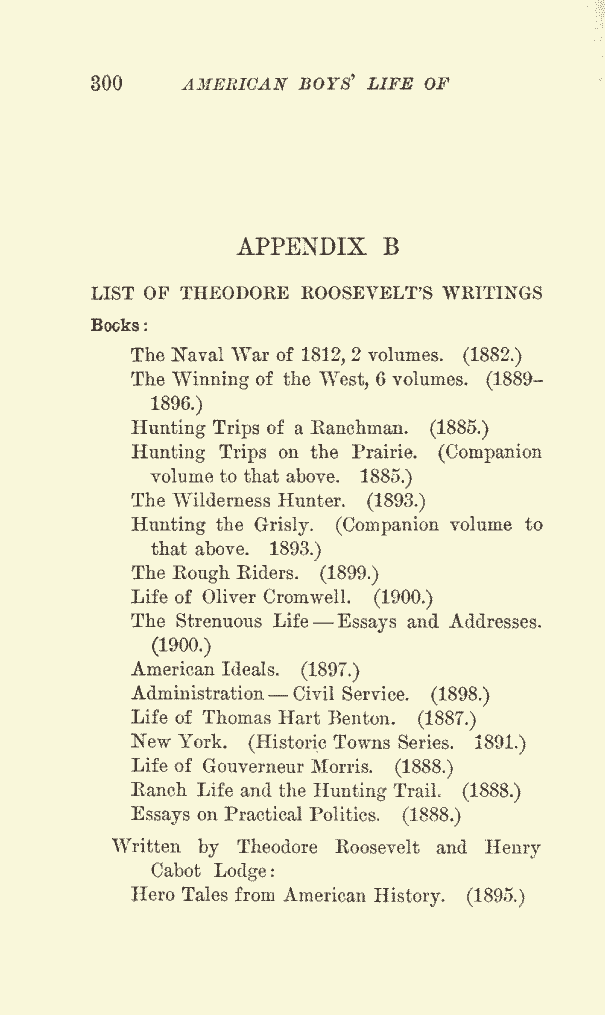 300 AMERICAN BOYS' LIFE OF
APPENDIX B
LIST OF THEODORE ROOSEVELT'S WRITINGS
Books:
The Naval War of 1812, 2 volumes. (1882.)
The Winning of the West, 6 volumes. (1889–
1896.)
Hunting Trips of a Ranchman. (1885.)
Hunting Trips on the Prairie. (Companion
volume to that above. 1885.)
The Wilderness Hunter. (1893.)
Hunting the Grisly. (Companion volume to
that above. 1893.)
The Rough Riders. (1899.)
Life of Oliver Cromwell. (1900.)
The Strenuous Life — Essays and Addresses.
(1900.)
American Ideals. (1897.)
Administration — Civil Service. (1898.)
Life of Thomas Hart Benton. (1887.)
New York. (Historic Towns Series. 1891.)
Life of Gouverneur Morris. (1888.)
Ranch Life and the Hunting Trail. (1888.)
Essays on Practical Politics. (1888.)
Written by Theodore Roosevelt and Henry
Cabot Lodge:
Hero Tales from American History. (1895.)